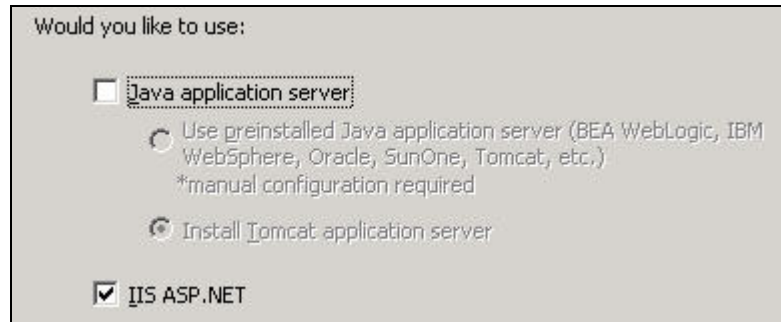 Would you like to use:
Java application server
Use preinstalled Java application server (BEA WebLogic, IBM
WebSphere, Oracle, SunOne, Tomcat, etc.)
*manual configuration required
Install Tomcat application server
IIS ASP.NET